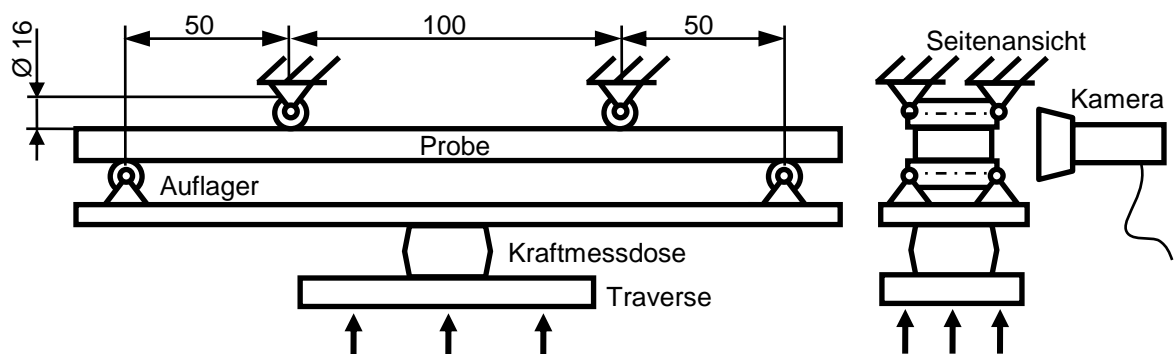 50
100
50
Ø 16
Seitenansicht
Kamera
Probe
Auflager
Kraftmessdose
Traverse